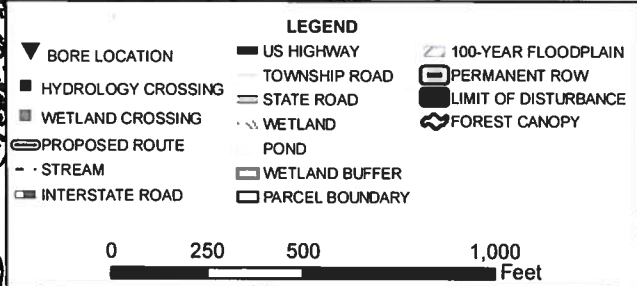 LEGEND
BORE LOCATION
HYDROLOGY CROSSING
WETLAND CROSSING
PROPOSED ROUTE
STREAM
INTERSTATE ROAD
US HIGHWAY
TOWNSHIP ROAD
STATE ROAD
WETLAND
POND
WETLAND BUFFER
PARCEL BOUNDARY
100-YEAR FLOODPLAIN
PERMANENT ROW
LIMIT OF DISTURBANCE
FOREST CANOPY
0 250 500 1,000
Feet